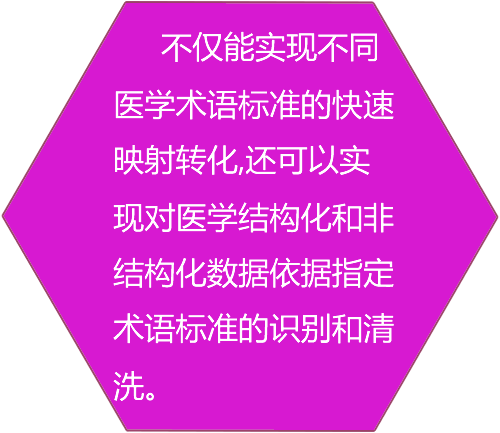 不仅能实现不同
医学术语标准的快速
映射转化,还可以实
现对医学结构化和非
结构化数据依据指定
术语标准的识别和清
洗。